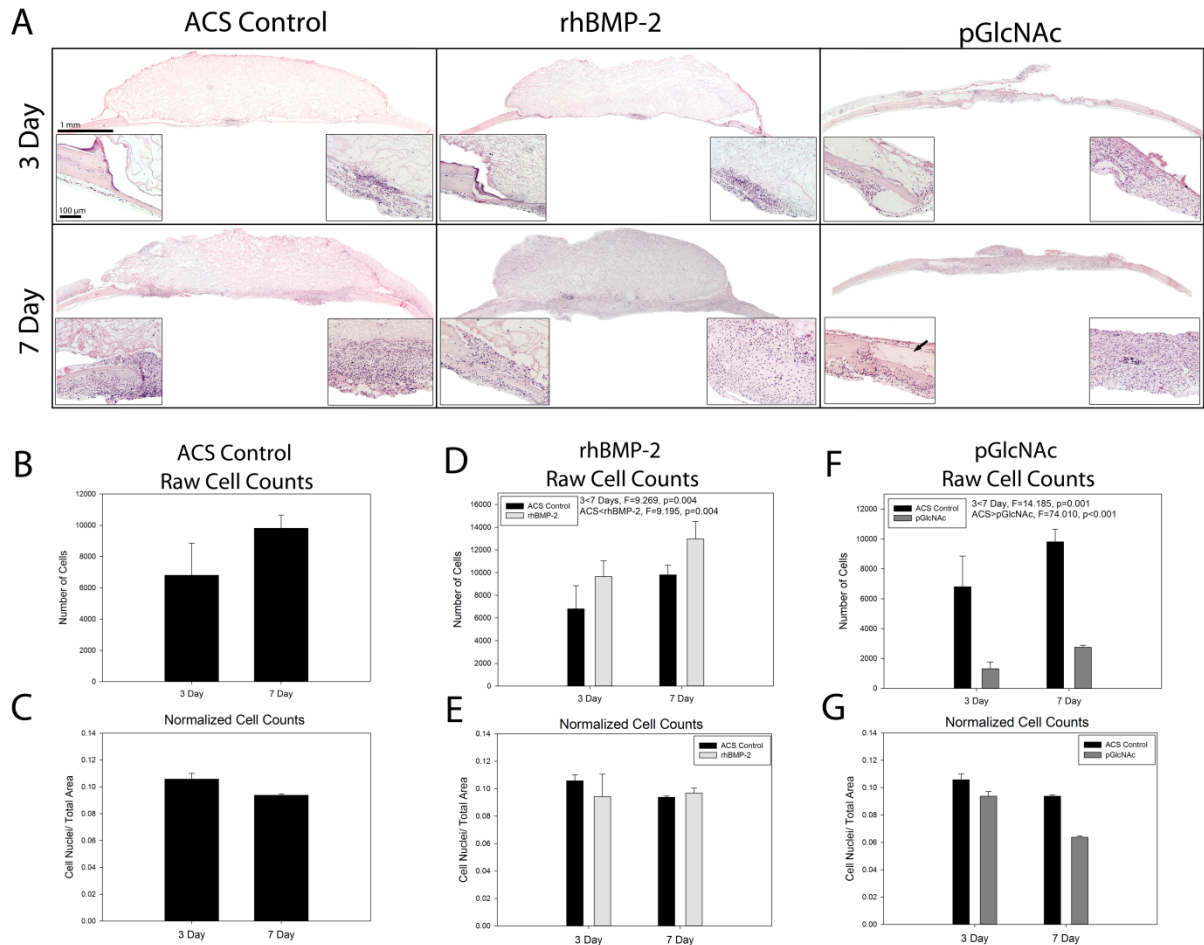 A
ACS Control
rhBMP-2
pGlcNAc
3 Day
1 mm
100 µm
7 Day
B
ACS Control
Raw Cell Counts
Number of Cells
12000
10000
8000
6000
4000
2000
0
3 Day
7 Day
C
Normalized Cell Counts
Cell Nuclei/ Total Area
0.14
0.12
0.10
0.08
0.06
0.04
0.02
0.00
3 Day
7 Day
D
rhBMP-2
Raw Cell Counts
ACS Control
rhBMP-2
3<7 Days, F=9.269, p=0.004
ACS<rhBMP-2, F=9.195, p=0.004
Number of Cells
16000
14000
12000
10000
8000
6000
4000
2000
0
3 Day
7 Day
E
Normalized Cell Counts
ACS Control
rhBMP-2
Cell Nuclei/ Total Area
0.14
0.12
0.10
0.08
0.06
0.04
0.02
0.00
3 Day
7 Day
F
pGlcNAc
Raw Cell Counts
ACS Control
pGlcNAc
3<7 Day, F=14.185, p=0.001
ACS>pGlcNAc, F=74.010, p<0.001
Number of Cells
12000
10000
8000
6000
4000
2000
0
3 Day
7 Day
G
Normalized Cell Counts
ACS Control
pGlcNAc
Cell Nuclei/ Total Area
0.14
0.12
0.10
0.08
0.06
0.04
0.02
0.00
3 Day
7 Day